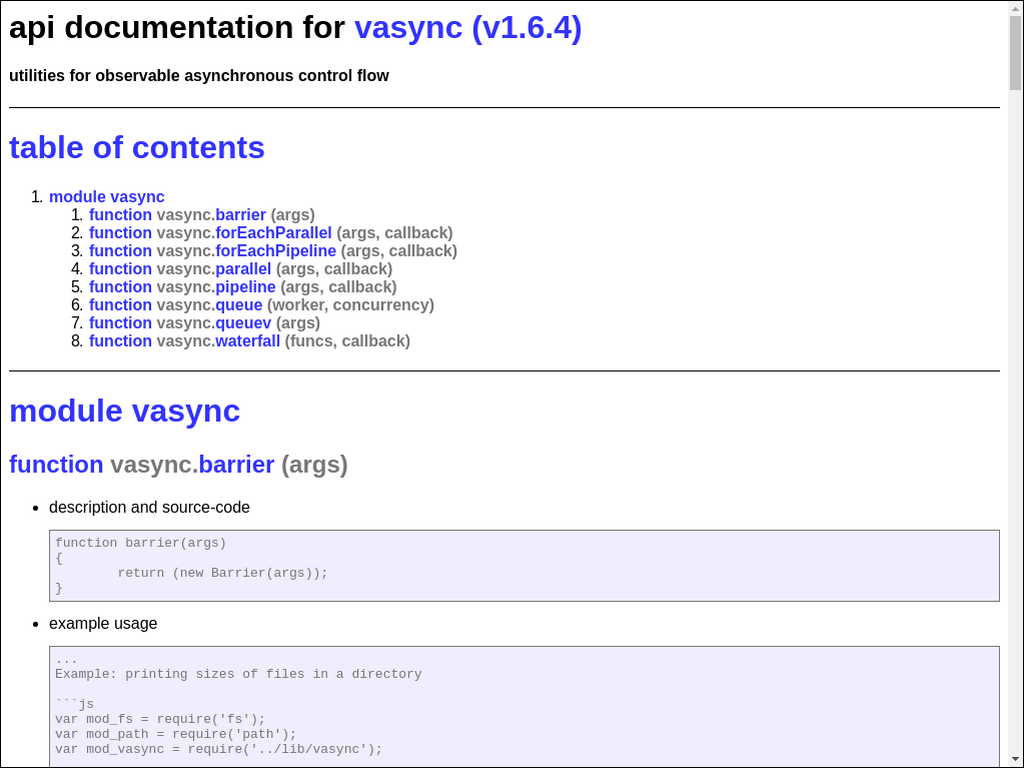 api documentation for vasync (v1.6.4)
utilities for observable asynchronous control flow
table of contents
1. module vasync
1. function vasync.barrier (args)
2. function vasync.forEachParallel (args, callback)
3. function vasync.forEachPipeline (args, callback)
4. function vasync.parallel (args, callback)
5. function vasync.pipeline (args, callback)
6. function vasync.queue (worker, concurrency)
7. function vasync.queuev (args)
8. function vasync.waterfall (funcs, callback)
module vasync
function vasync.barrier (args)
• description and source-code
function barrier(args)
{
        return (new Barrier(args));
}
• example usage
...
Example: printing sizes of files in a directory
```js
var mod_fs = require('fs');
var mod_path = require('path');
var mod_vasync = require('../lib/vasync');